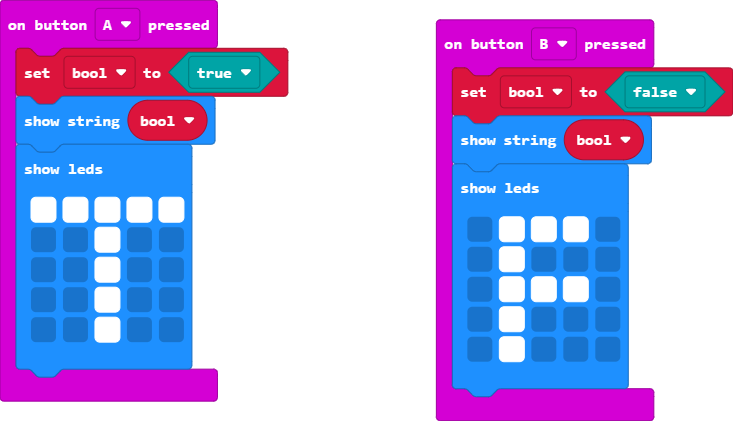 on button A pressed
set bool to true
show string bool
show leds
on button B pressed
set bool to false
show string bool
show leds